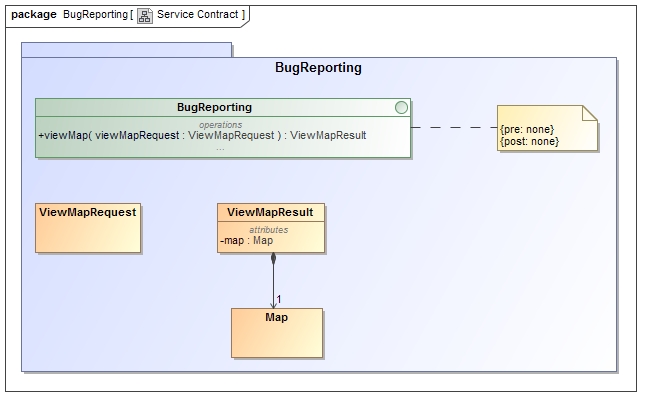 package BugReporting [ Service Contract ]
BugReporting
BugReporting
operations
+viewMap( viewMapRequest : ViewMapRequest ) : ViewMapResult
...
{pre: none}
{post: none}
ViewMapRequest
ViewMapResult
attributes
-map : Map
1
Map